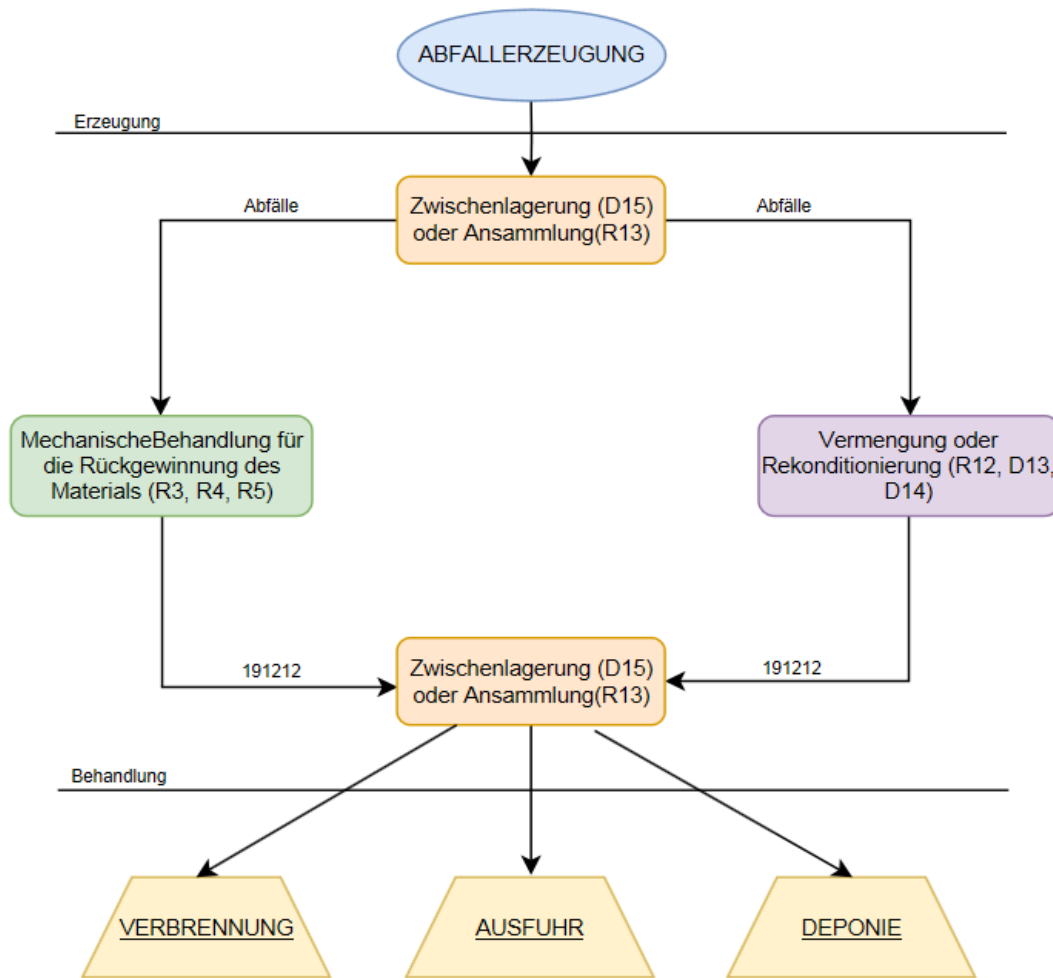 ABFALLERZEUGUNG
Erzeugung
Zwischenlagerung (D15)
oder Ansammlung(R13)
Abfälle
Abfälle
MechanischeBehandlung für
die Rückgewinnung des
Materials (R3, R4, R5)
Vermengung oder
Rekonditionierung (R12, D13,
D14)
191212
Zwischenlagerung (D15)
oder Ansammlung(R13)
191212
Behandlung
VERBRENNUNG
AUSFUHR
DEPONIE